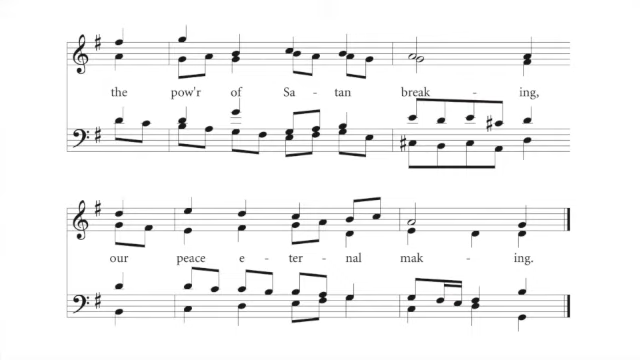 the pow'r of Sa - tan break - ing,
our peace e - ter - nal mak - ing.